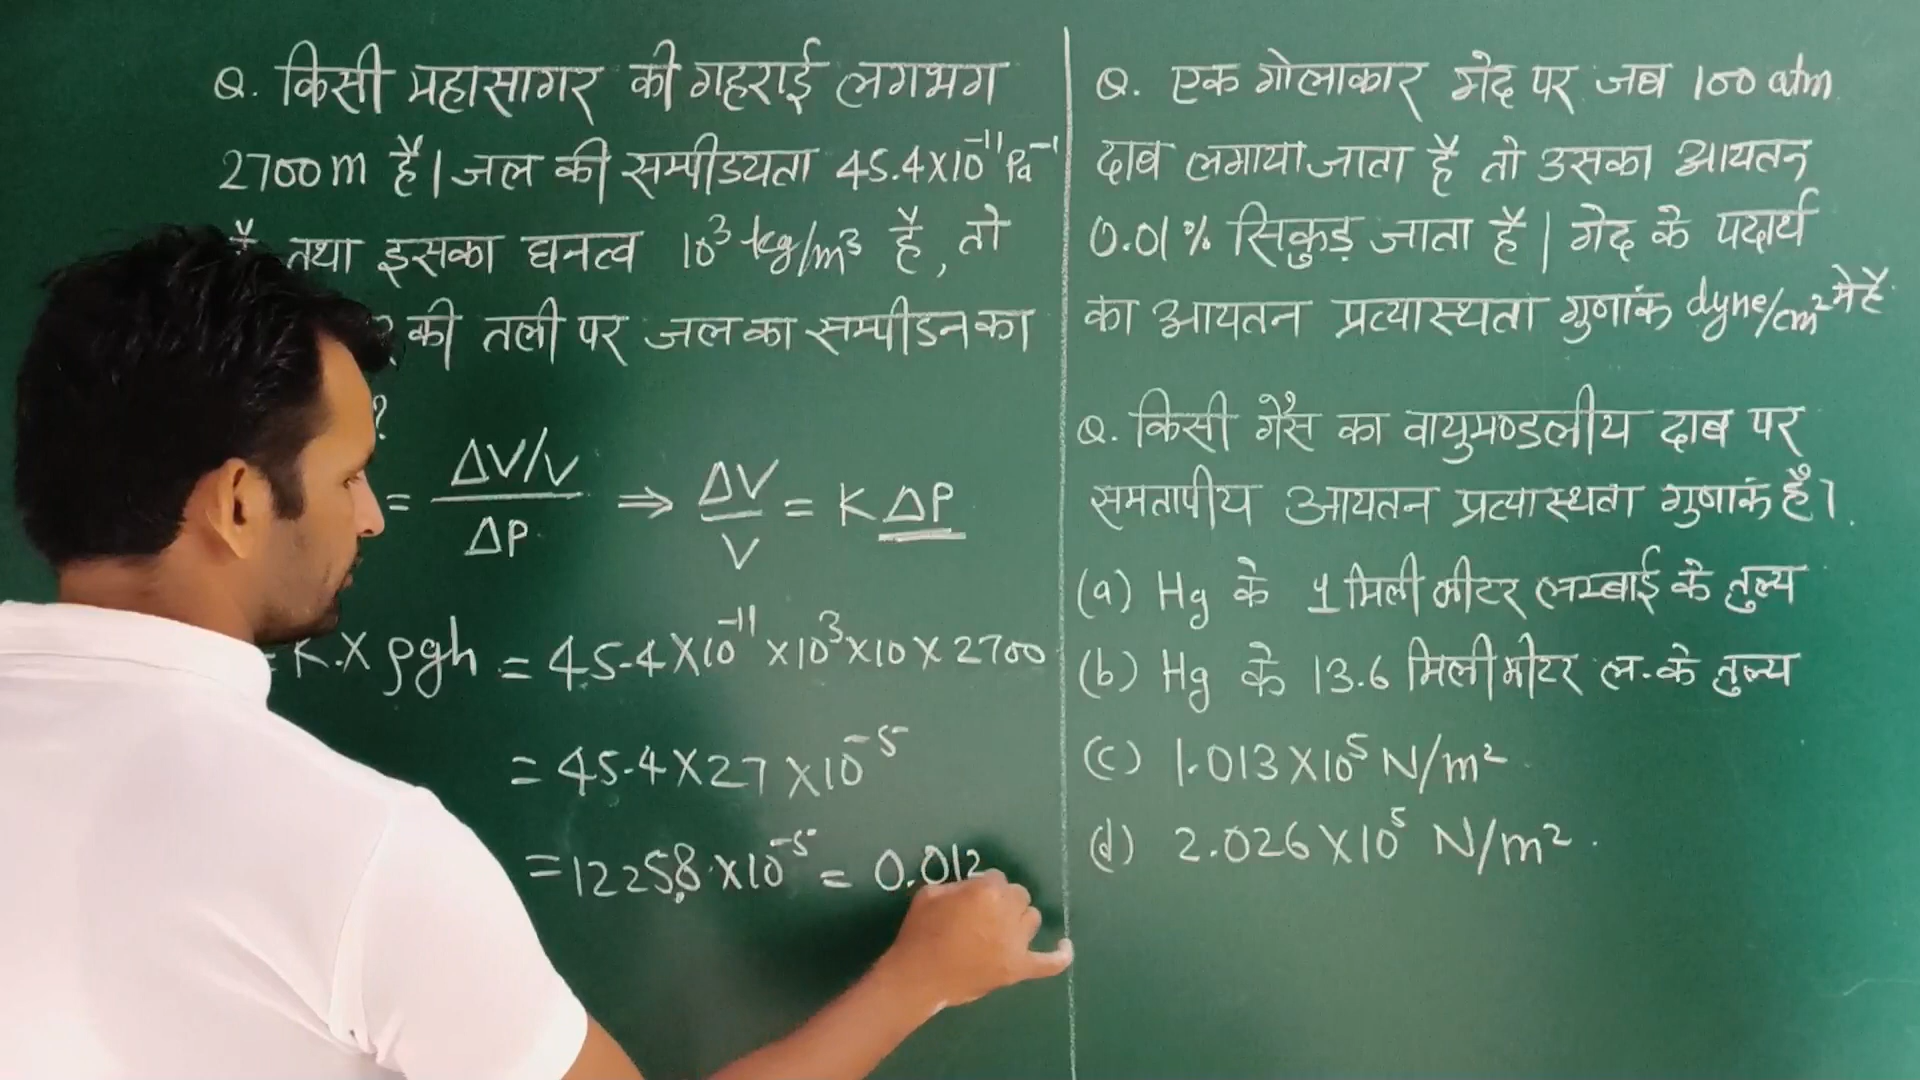 Q. किसी महासागर की गहराई लगभग
2700 m है। जल की सम्पीडयता 45.4×10⁻¹¹ Pa⁻¹
है तथा इसका घनत्व 10³ kg/m³ है, तो
की तली पर जल का सम्पीडन का
?
= ΔV/V / ΔP ⇒ ΔV/V = K ΔP
= K.× ρgh = 45.4×10⁻¹¹×10³×10×2700
= 45.4×27×10⁻⁵
= 1225.8×10⁻⁵ = 0.012
Q. एक गोलाकार गेद पर जब 100 atm
दाब लगाया जाता है तो उसका आयतन
0.01% सिकुड़ जाता है। गेद के पदार्थ
का आयतन प्रत्यास्थता गुणांक dyne/cm² मे है
Q. किसी गैस का वायुमण्डलीय दाब पर
समतापीय आयतन प्रत्यास्थता गुणाकं है।
(a) Hg के 1 मिली मीटर लम्बाई के तुल्य
(b) Hg के 13.6 मिलीमीटर ल. के तुल्य
(c) 1.013×10⁵ N/m²
(d) 2.026×10⁵ N/m².